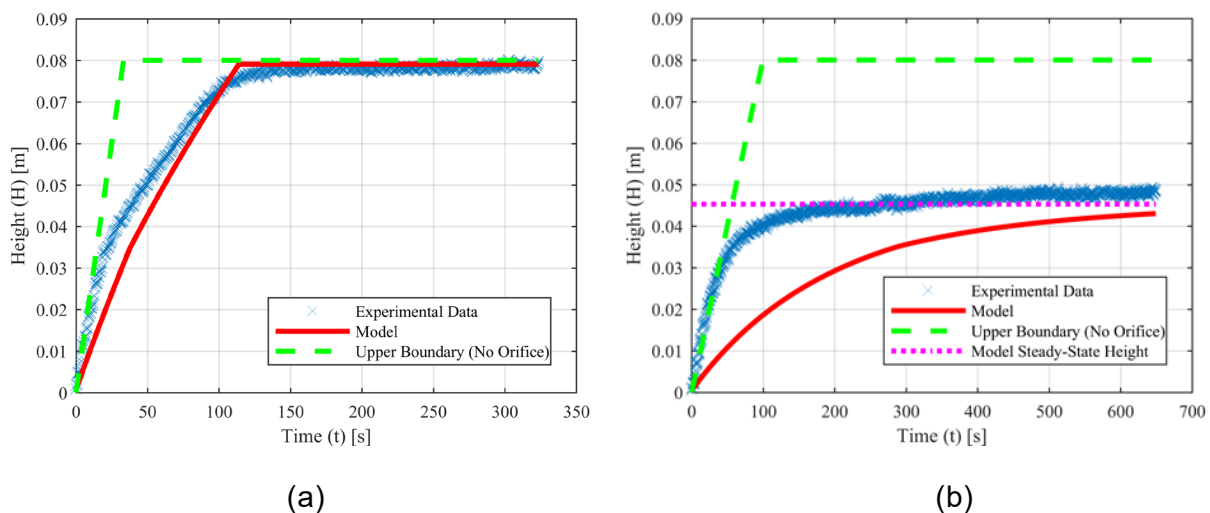 0.09
0.08
0.07
0.06
0.05
0.04
0.03
0.02
0.01
0
Height (H) [m]
Experimental Data
Model
Upper Boundary (No Orifice)
0 50 100 150 200 250 300 350
Time (t) [s]
(a)
0.09
0.08
0.07
0.06
0.05
0.04
0.03
0.02
0.01
0
Height (H) [m]
Experimental Data
Model
Upper Boundary (No Orifice)
Model Steady-State Height
0 100 200 300 400 500 600 700
Time (t) [s]
(b)